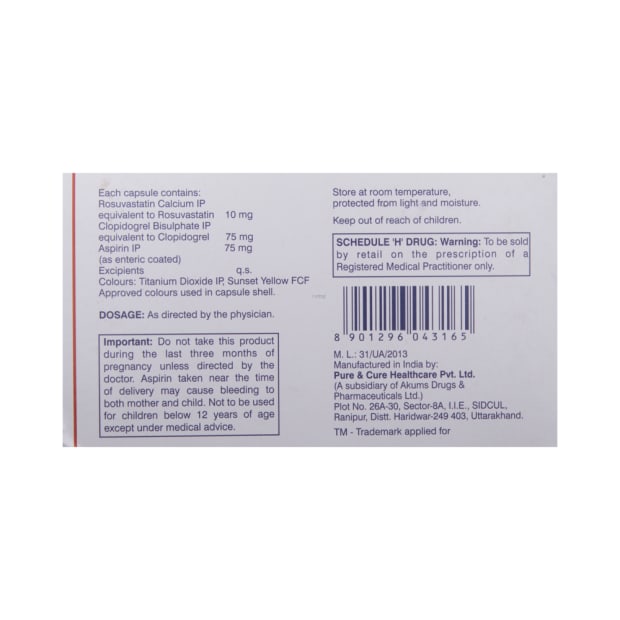 Each capsule contains:
Rosuvastatin Calcium IP
equivalent to Rosuvastatin 10 mg
Clopidogrel Bisulphate IP
equivalent to Clopidogrel 75 mg
Aspirin IP 75 mg
(as enteric coated)
Excipients q.s.
Colours: Titanium Dioxide IP, Sunset Yellow FCF
Approved colours used in capsule shell.
DOSAGE: As directed by the physician.
Important: Do not take this product
during the last three months of
pregnancy unless directed by the
doctor. Aspirin taken near the time
of delivery may cause bleeding to
both mother and child. Not to be used
for children below 12 years of age
except under medical advice.
Store at room temperature,
protected from light and moisture.
Keep out of reach of children.
SCHEDULE 'H' DRUG: Warning: To be sold
by retail on the prescription of a
Registered Medical Practitioner only.
8 901296 043165
M. L.: 31/UA/2013
Manufactured in India by:
Pure & Cure Healthcare Pvt. Ltd.
(A subsidiary of Akums Drugs &
Pharmaceuticals Ltd.)
Plot No. 26A-30, Sector-8A, I.I.E., SIDCUL,
Ranipur, Distt. Haridwar-249 403, Uttarakhand.
TM - Trademark applied for